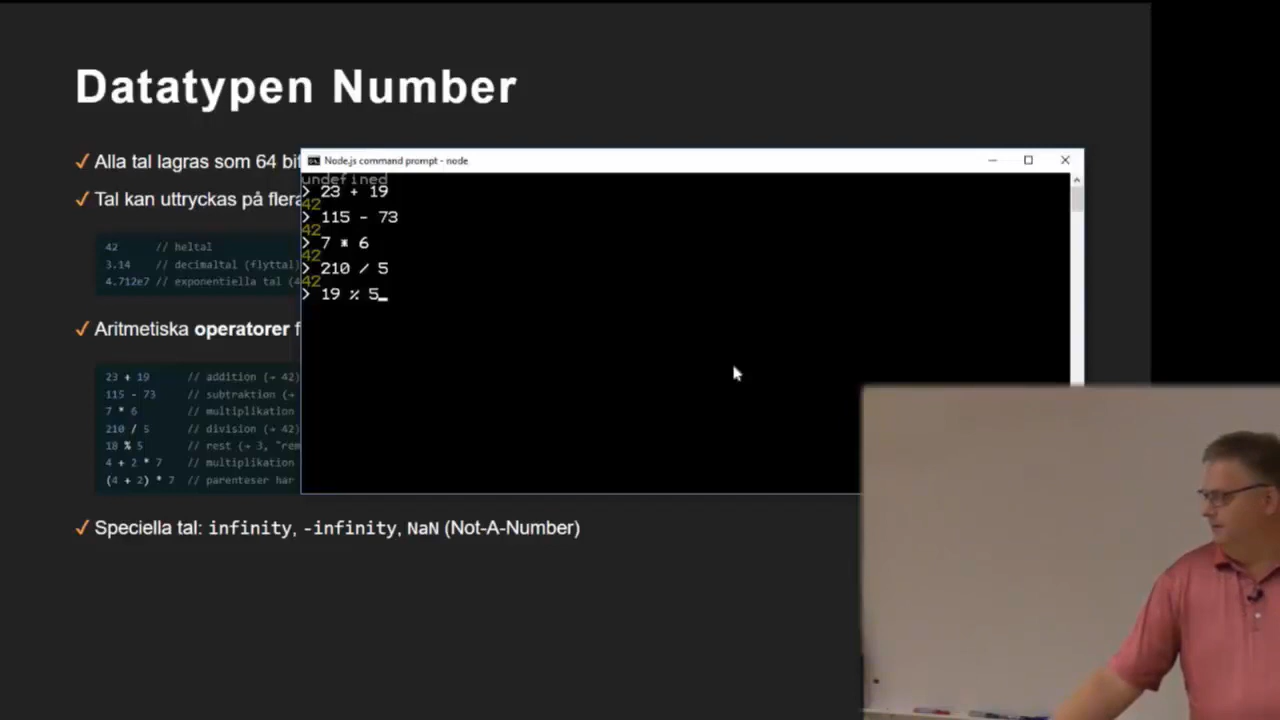 Datatypen Number
✓ Alla tal lagras som 64 bit
✓ Tal kan uttryckas på flera
42 // heltal
3.14 // decimaltal (flyttal)
4.712e7 // exponentiella tal (4
✓ Aritmetiska operatorer f
23 + 19 // addition (→ 42)
115 - 73 // subtraktion (→
7 * 6 // multiplikation
210 / 5 // division (→ 42)
18 % 5 // rest (→ 3, "rem
4 + 2 * 7 // multiplikation
(4 + 2) * 7 // parenteser har
✓ Speciella tal: infinity, -infinity, NaN (Not-A-Number)
Node.js command prompt - node
undefined
> 23 + 19
42
> 115 - 73
42
> 7 * 6
42
> 210 / 5
42
> 19 % 5_